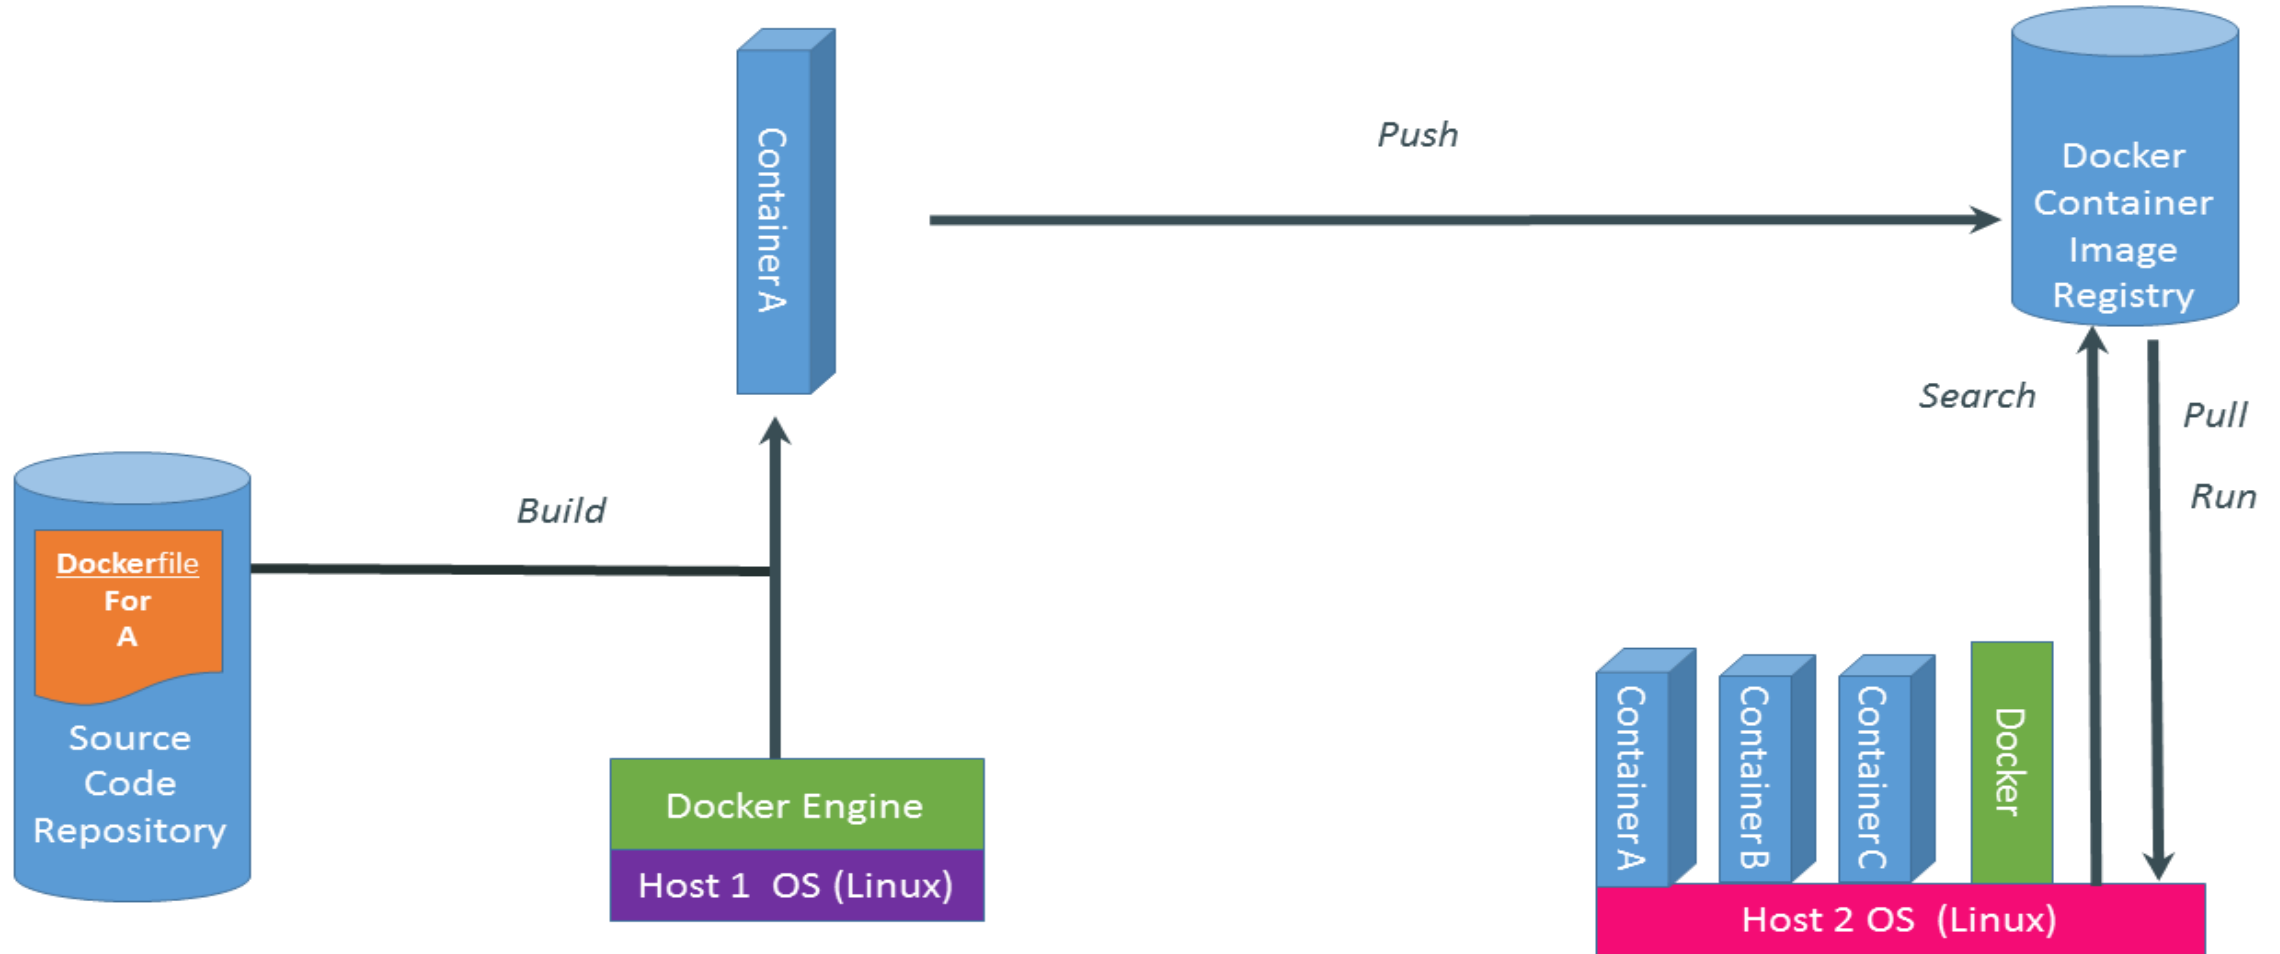 Container A
Push
Docker
Container
Image
Registry
Search
Pull
Run
Build
Dockerfile
For
A
Source
Code
Repository
Docker Engine
Host 1 OS (Linux)
Container A
Container B
Container C
Docker
Host 2 OS (Linux)